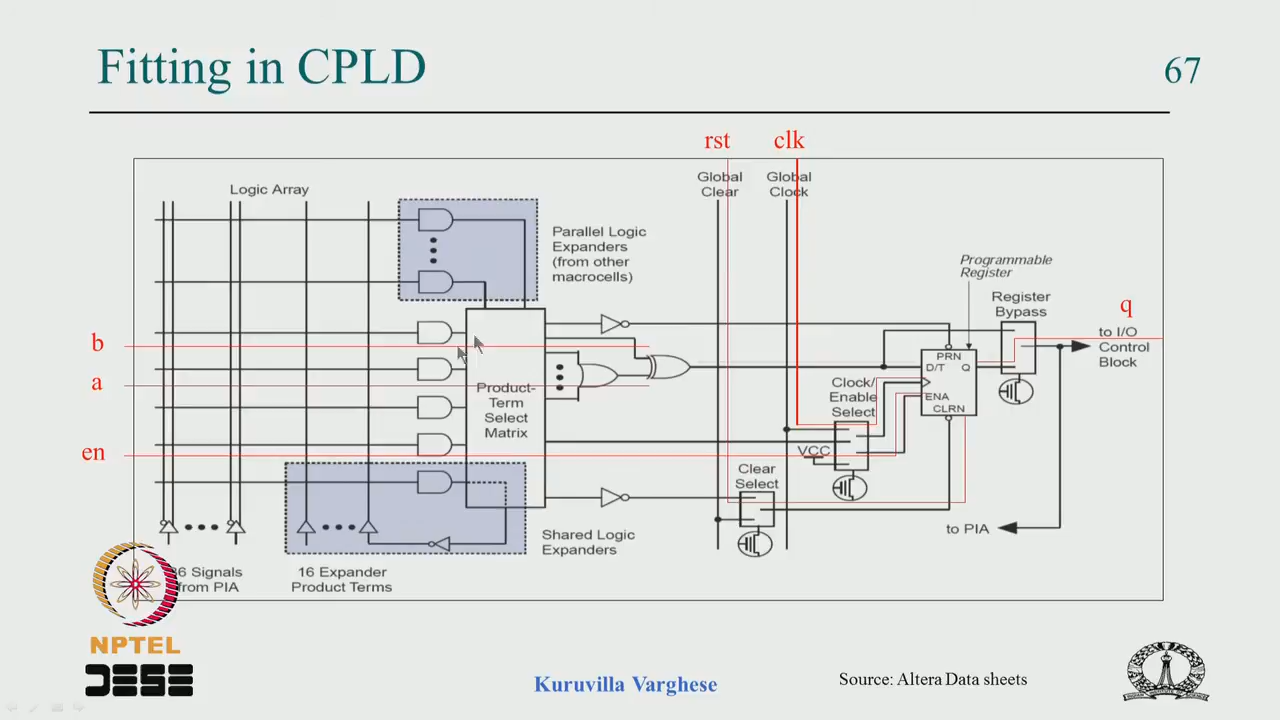 Fitting in CPLD
67
rst
clk
Global
Clear
Global
Clock
Logic Array
Parallel Logic
Expanders
(from other
macrocells)
Programmable
Register
Register
Bypass
q
to I/O
Control
Block
b
a
en
Product-
Term
Select
Matrix
PRN
D/T
Q
ENA
CLRN
Clock/
Enable
Select
VCC
Clear
Select
to PIA
Shared Logic
Expanders
36 Signals
from PIA
16 Expander
Product Terms
NPTEL
DESE
Kuruvilla Varghese
Source: Altera Data sheets